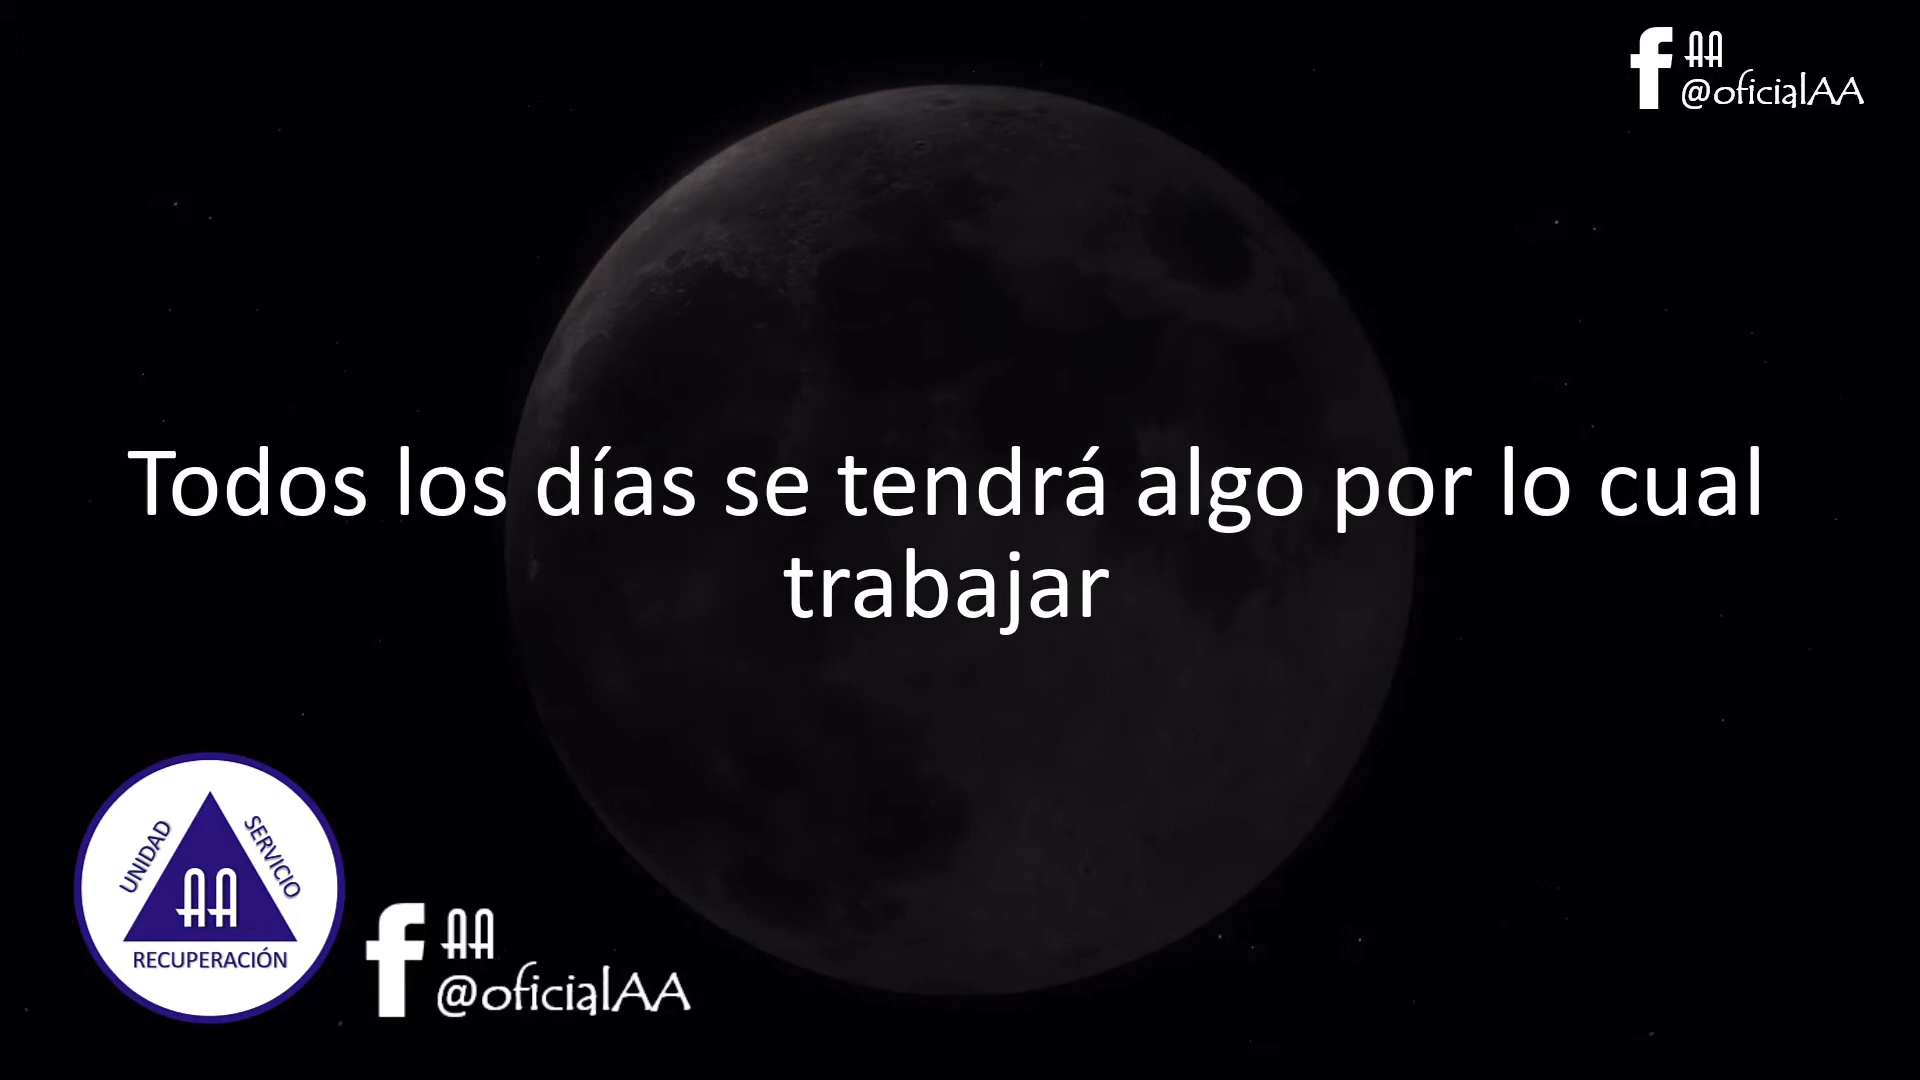 f AA
@oficialAA
Todos los días se tendrá algo por lo cual
trabajar
UNIDAD
SERVICIO
AA
RECUPERACIÓN
f AA
@oficialAA